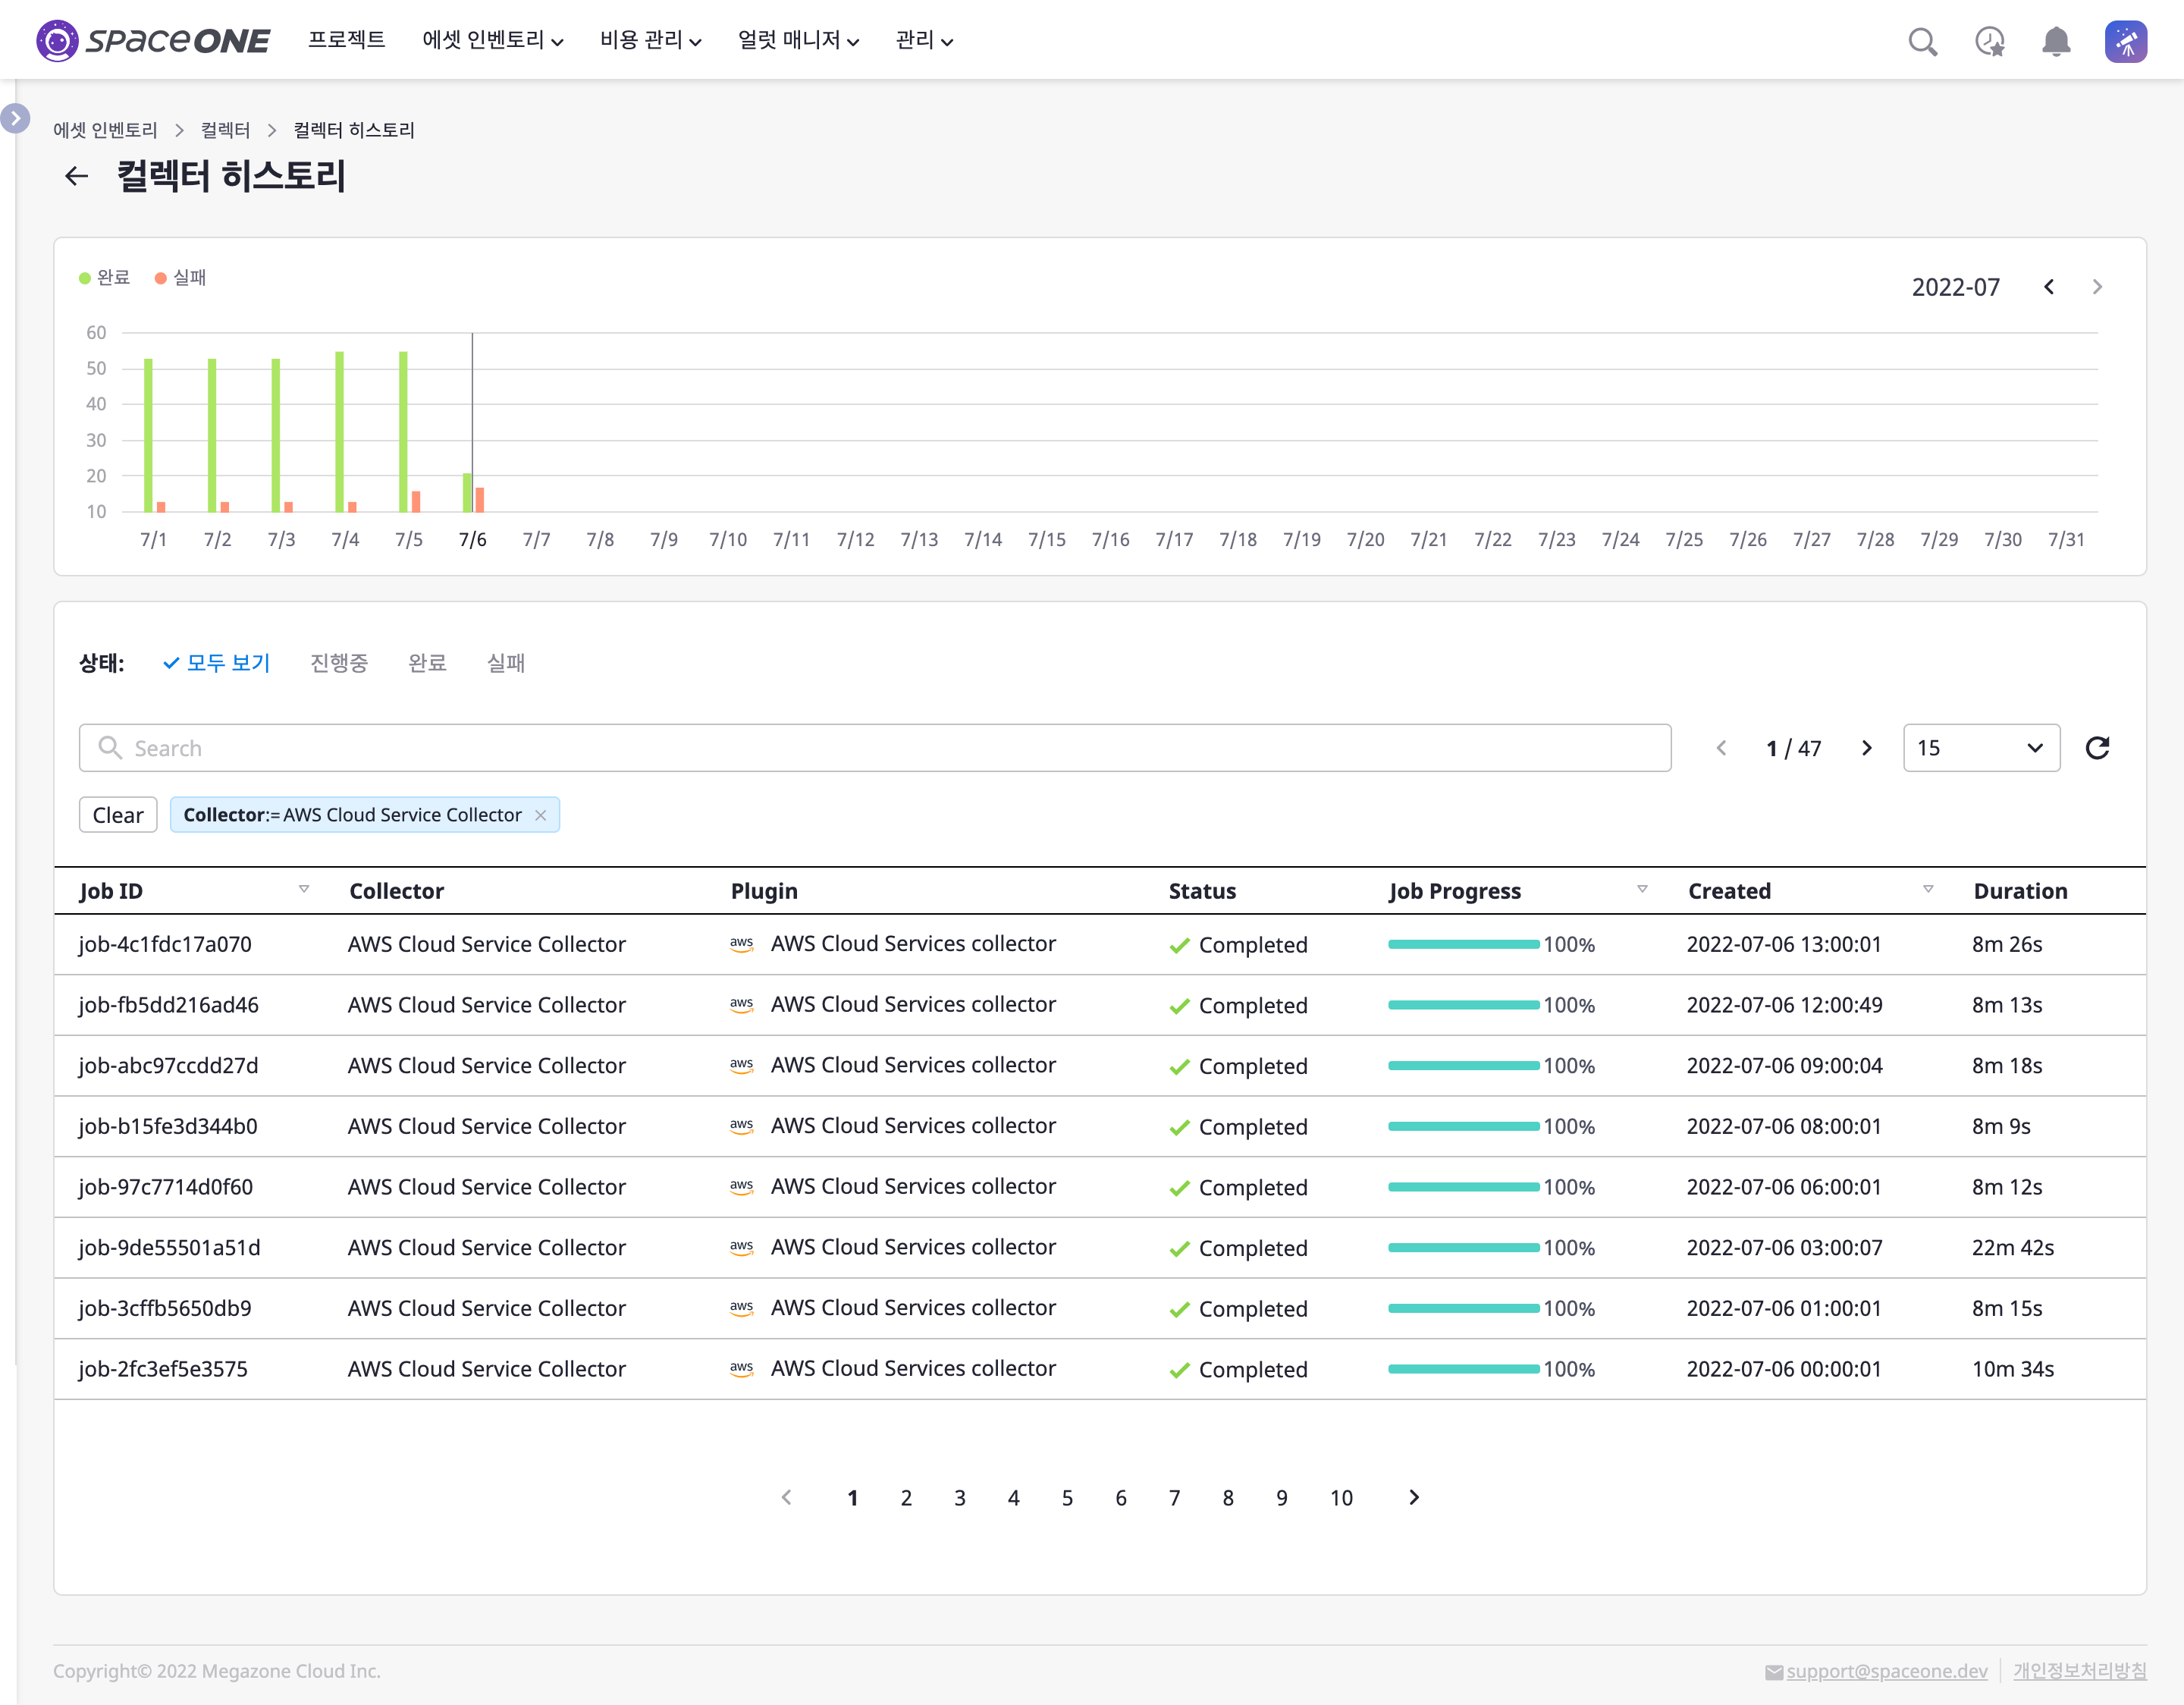 SPACEONE 프로젝트 에셋 인벤토리 비용 관리 얼럿 매니저 관리
에셋 인벤토리 > 컬렉터 > 컬렉터 히스토리
컬렉터 히스토리
완료 실패
2022-07
60
50
40
30
20
10
7/1 7/2 7/3 7/4 7/5 7/6 7/7 7/8 7/9 7/10 7/11 7/12 7/13 7/14 7/15 7/16 7/17 7/18 7/19 7/20 7/21 7/22 7/23 7/24 7/25 7/26 7/27 7/28 7/29 7/30 7/31
상태: 모두 보기 진행중 완료 실패
Search 1 / 47 15
Clear Collector:= AWS Cloud Service Collector
Job ID Collector Plugin Status Job Progress Created Duration
job-4c1fdc17a070 AWS Cloud Service Collector aws AWS Cloud Services collector Completed 100% 2022-07-06 13:00:01 8m 26s
job-fb5dd216ad46 AWS Cloud Service Collector aws AWS Cloud Services collector Completed 100% 2022-07-06 12:00:49 8m 13s
job-abc97ccdd27d AWS Cloud Service Collector aws AWS Cloud Services collector Completed 100% 2022-07-06 09:00:04 8m 18s
job-b15fe3d344b0 AWS Cloud Service Collector aws AWS Cloud Services collector Completed 100% 2022-07-06 08:00:01 8m 9s
job-97c7714d0f60 AWS Cloud Service Collector aws AWS Cloud Services collector Completed 100% 2022-07-06 06:00:01 8m 12s
job-9de55501a51d AWS Cloud Service Collector aws AWS Cloud Services collector Completed 100% 2022-07-06 03:00:07 22m 42s
job-3cffb5650db9 AWS Cloud Service Collector aws AWS Cloud Services collector Completed 100% 2022-07-06 01:00:01 8m 15s
job-2fc3ef5e3575 AWS Cloud Service Collector aws AWS Cloud Services collector Completed 100% 2022-07-06 00:00:01 10m 34s
1 2 3 4 5 6 7 8 9 10
Copyright© 2022 Megazone Cloud Inc. support@spaceone.dev 개인정보처리방침